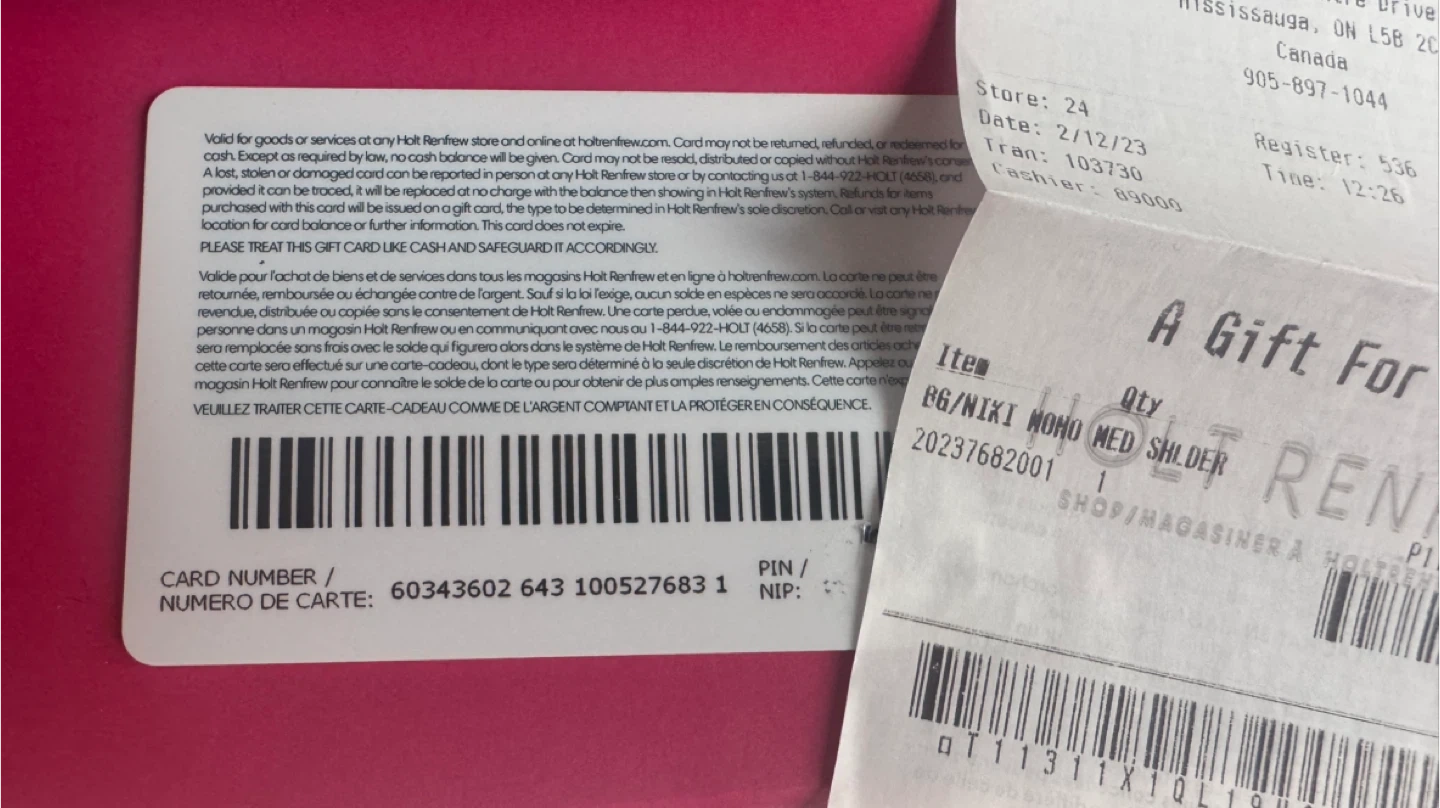 Valid for goods or services at any Holt Renfrew store and online at holtrenfrew.com. Card may not be returned, refunded, or redeemed for
cash. Except as required by law, no cash balance will be given. Card may not be resold, distributed or copied without Holt Renfrew's conse
A lost, stolen or damaged card can be reported in person at any Holt Renfrew store or by contacting us at 1-844-922-HOLT (4658), and
provided it can be traced, it will be replaced at no charge with the balance then showing in Holt Renfrew's system. Refunds for items
purchased with this card will be issued on a gift card, the type to be determined in Holt Renfrew's sole discretion. Call or visit any Holt Renfrew
location for card balance or further information. This card does not expire.
PLEASE TREAT THIS GIFT CARD LIKE CASH AND SAFEGUARD IT ACCORDINGLY.
Valide pour l'achat de biens et de services dans tous les magasins Holt Renfrew et en ligne à holtrenfrew.com. La carte ne peut être
retournée, remboursée ou échangée contre de l'argent. Sauf si la loi l'exige, aucun solde en espèces ne sera accordé. La carte ne
revendue, distribuée ou copiée sans le consentement de Holt Renfrew. Une carte perdue, volée ou endommagée peut être signal
personne dans un magasin Holt Renfrew ou en communiquant avec nous au 1-844-922-HOLT (4658). Si la carte peut être retr
sera remplacée sans frais avec le solde qui figurera alors dans le système de Holt Renfrew. Le remboursement des articles ache
cette carte sera effectué sur une carte-cadeau, dont le type sera déterminé à la seule discrétion de Holt Renfrew. Appelez ou
magasin Holt Renfrew pour connaître le solde de la carte ou pour obtenir de plus amples renseignements. Cette carte n'exp
VEUILLEZ TRAITER CETTE CARTE-CADEAU COMME DE L'ARGENT COMPTANT ET LA PROTÉGER EN CONSÉQUENCE.
CARD NUMBER /
NUMERO DE CARTE: 60343602 643 100527683 1
PIN /
NIP:
Drive
Mississauga, ON L5B 2C
Canada
905-897-1044
Store: 24
Date: 2/12/23
Register: 536
Tran: 103730
Time: 12:26
Cashier: 89000
A Gift For
Item
Qty
BG/NIKI MONO MED SHLDER
20237682001 1
HOLT REN
SHOP/MAGASINER À HOLTREN
P1
aT11311X1QL19